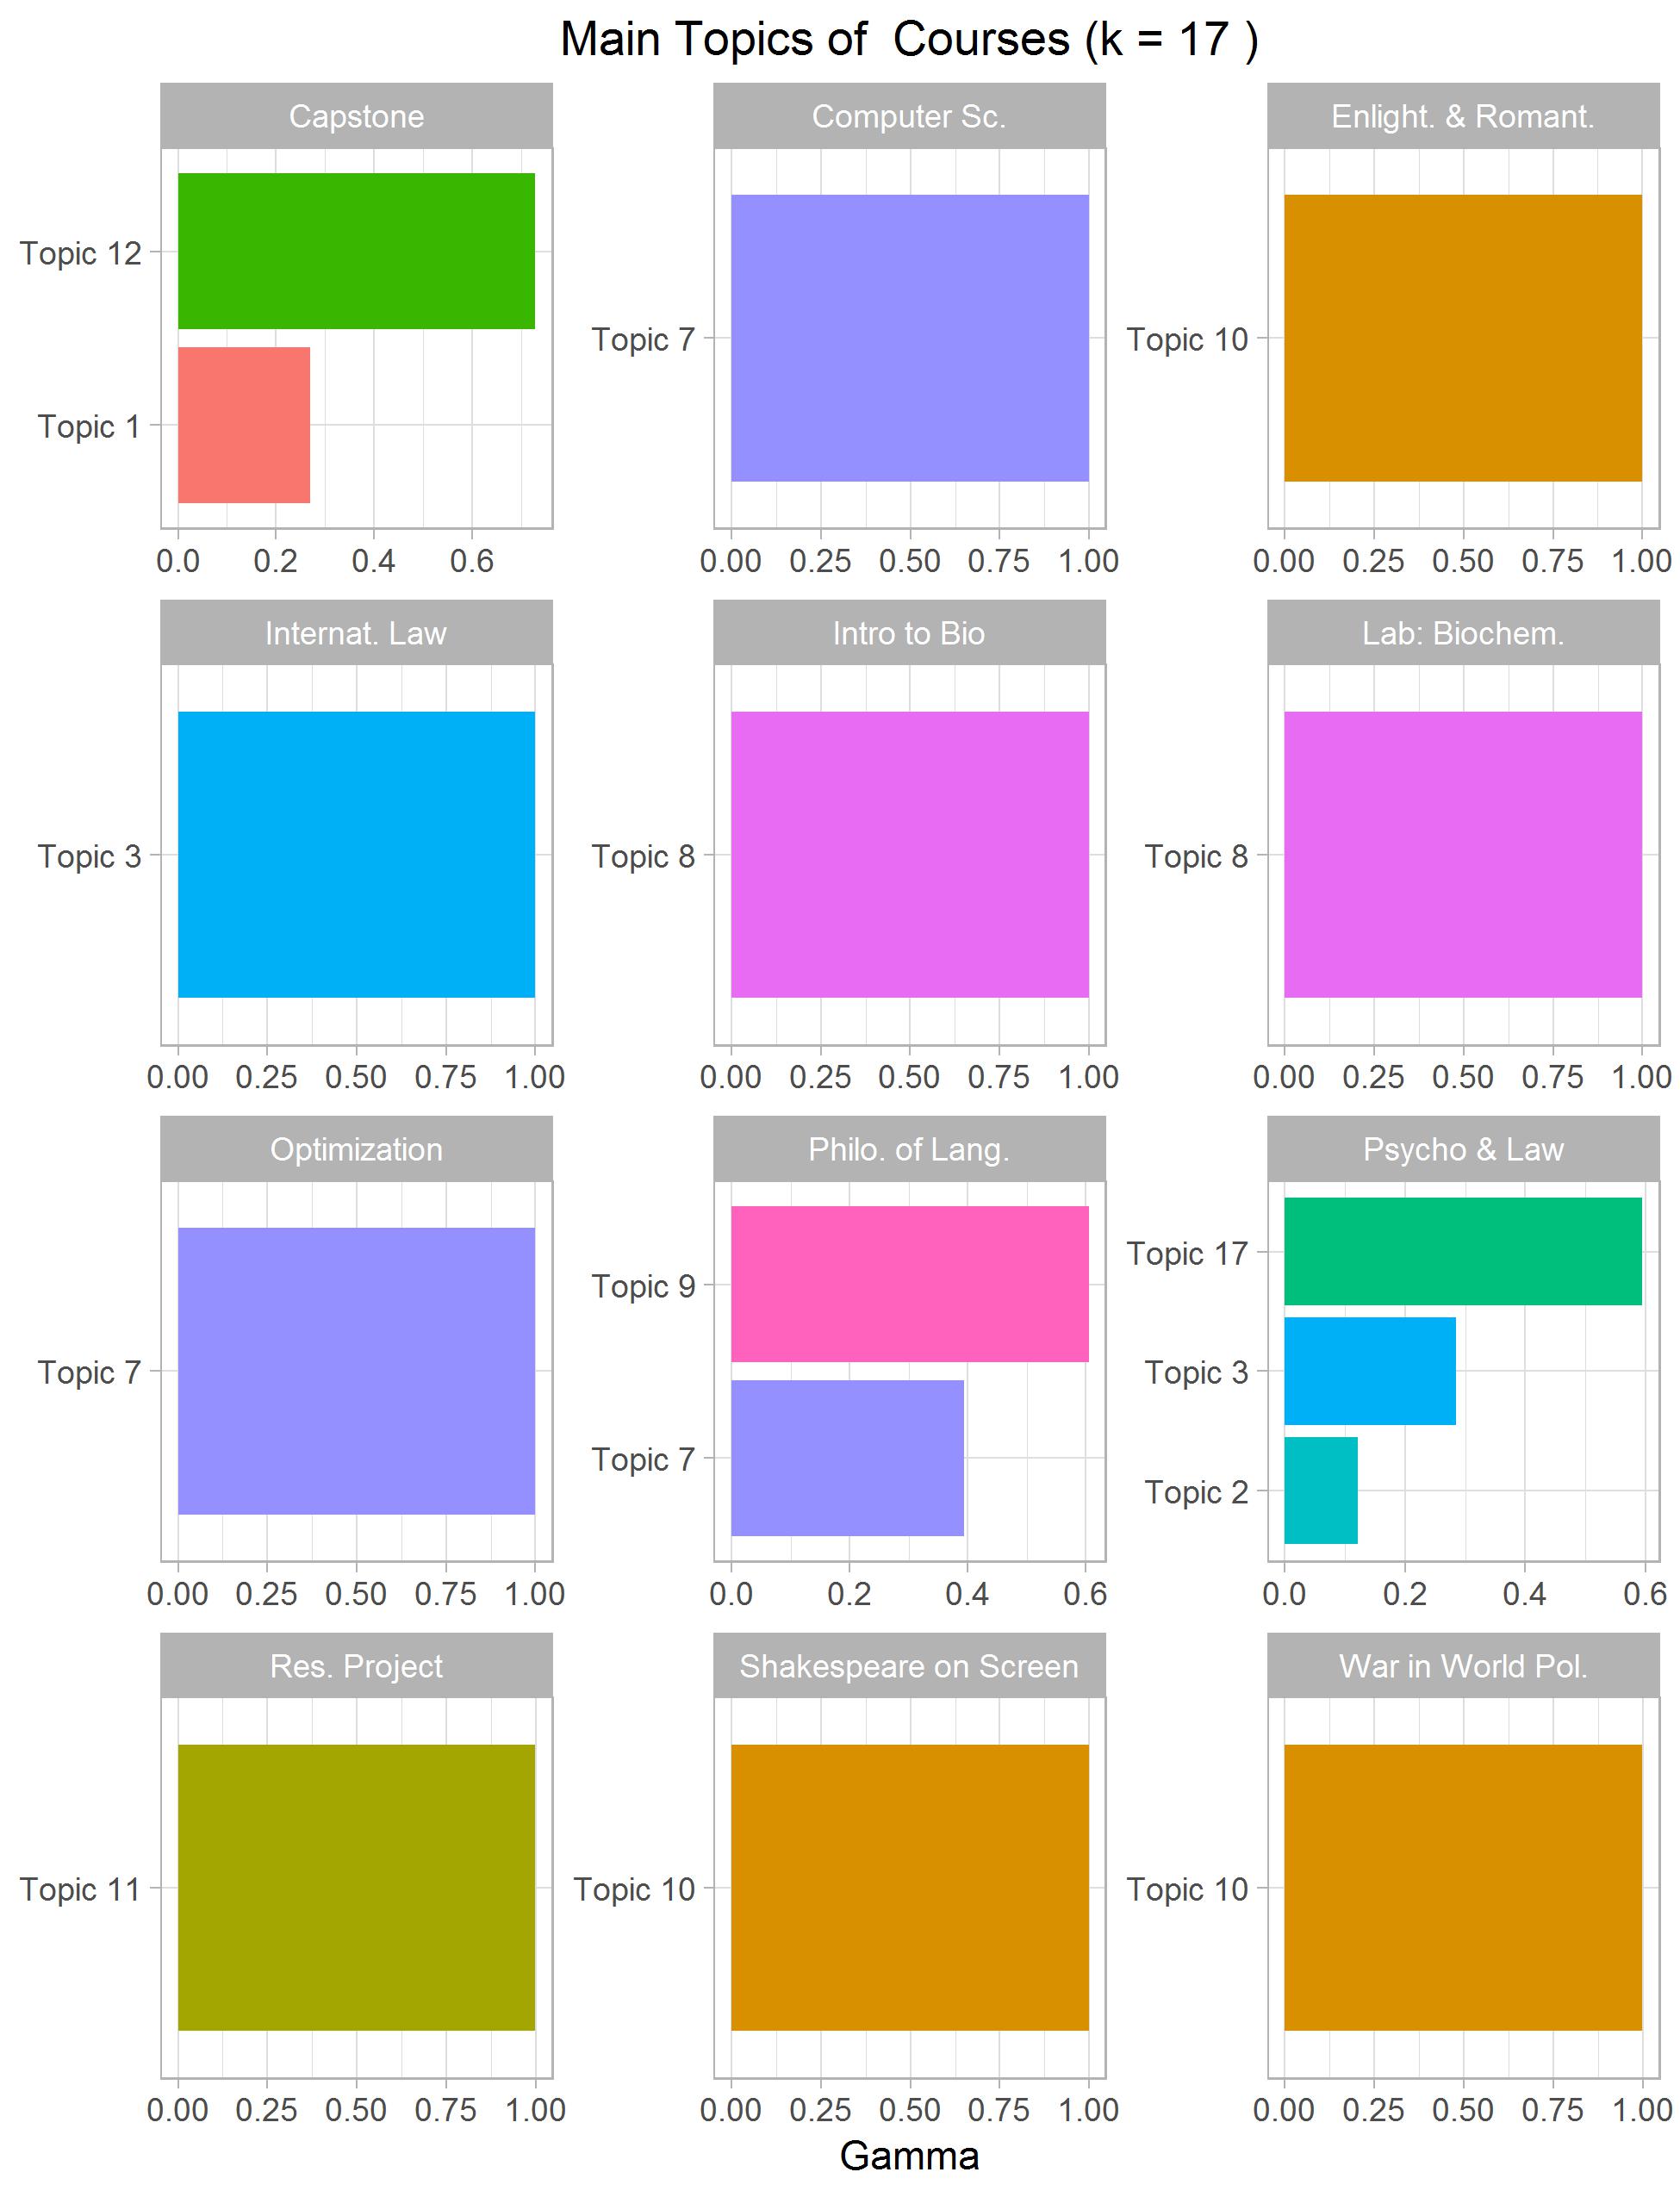 Main Topics of  Courses (k = 17 )
Capstone Computer Sc. Enlight. & Romant.
Topic 12
Topic 1
Topic 7
Topic 10
0.0 0.2 0.4 0.6
0.00 0.25 0.50 0.75 1.00
0.00 0.25 0.50 0.75 1.00
Internat. Law Intro to Bio Lab: Biochem.
Topic 3
Topic 8
Topic 8
0.00 0.25 0.50 0.75 1.00
0.00 0.25 0.50 0.75 1.00
0.00 0.25 0.50 0.75 1.00
Optimization Philo. of Lang. Psycho & Law
Topic 7
Topic 9
Topic 7
Topic 17
Topic 3
Topic 2
0.00 0.25 0.50 0.75 1.00
0.0 0.2 0.4 0.6
0.0 0.2 0.4 0.6
Res. Project Shakespeare on Screen War in World Pol.
Topic 11
Topic 10
Topic 10
0.00 0.25 0.50 0.75 1.00
0.00 0.25 0.50 0.75 1.00
0.00 0.25 0.50 0.75 1.00
Gamma